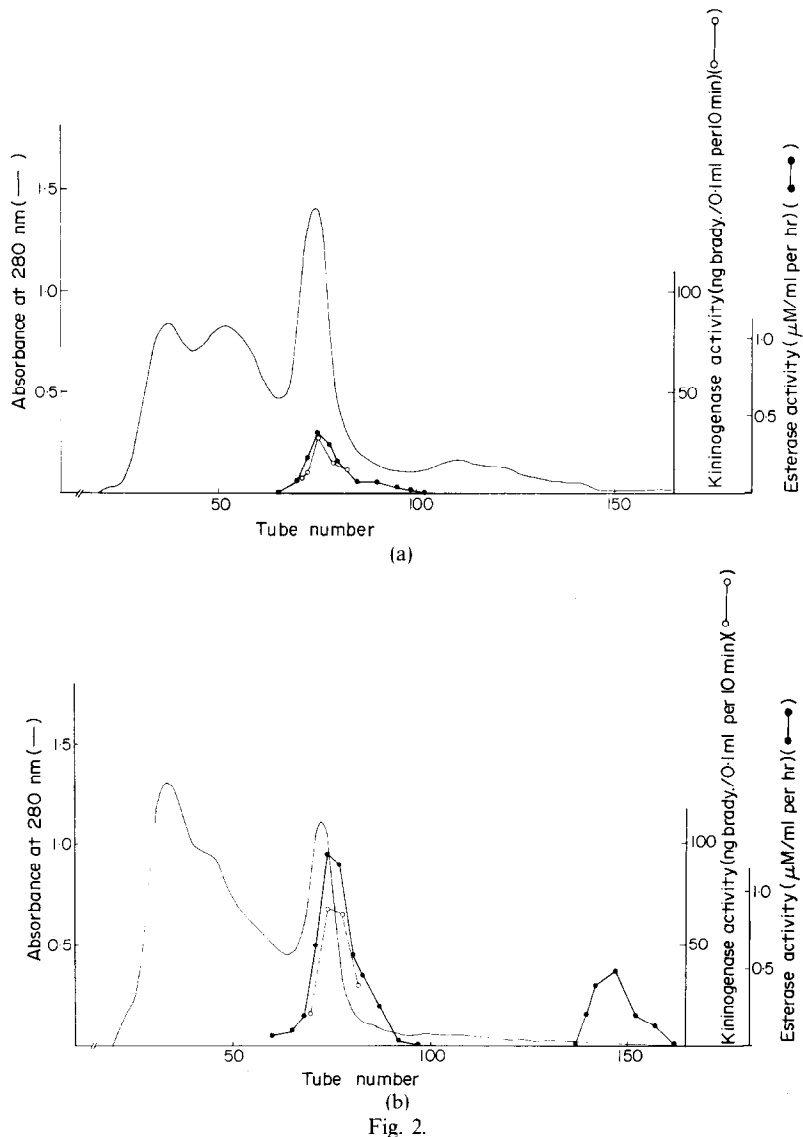 Absorbance at 280 nm (—)
1·5
1·0
0·5
50
100
150
Tube number
Kininogenase activity (ng brady./0·1 ml per 10 min)(o—o)
100
50
Esterase activity (μM/ml per hr)(●—●)
1·0
0·5
(a)
Absorbance at 280 nm (—)
1·5
1·0
0·5
50
100
150
Tube number
Kininogenase activity (ng brady./0·1 ml per 10 min)(o—o)
100
50
Esterase activity (μM/ml per hr)(●—●)
1·0
0·5
(b)
Fig. 2.